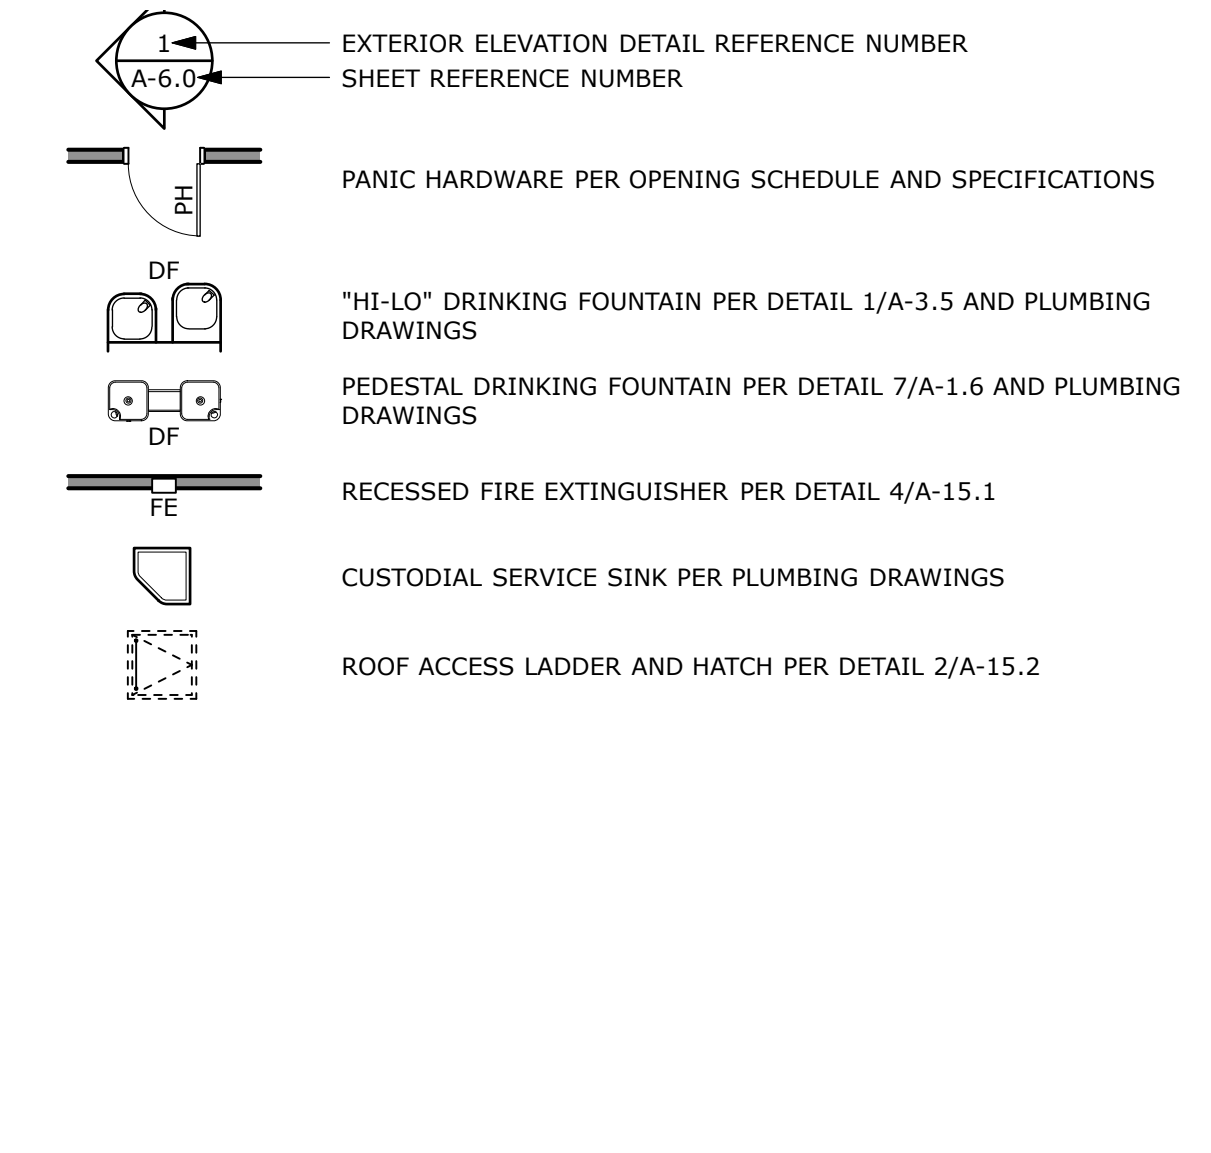 1 EXTERIOR ELEVATION DETAIL REFERENCE NUMBER
A-6.0 SHEET REFERENCE NUMBER
PH PANIC HARDWARE PER OPENING SCHEDULE AND SPECIFICATIONS
DF
"HI-LO" DRINKING FOUNTAIN PER DETAIL 1/A-3.5 AND PLUMBING
DRAWINGS
PEDESTAL DRINKING FOUNTAIN PER DETAIL 7/A-1.6 AND PLUMBING
DRAWINGS
DF
RECESSED FIRE EXTINGUISHER PER DETAIL 4/A-15.1
FE
CUSTODIAL SERVICE SINK PER PLUMBING DRAWINGS
ROOF ACCESS LADDER AND HATCH PER DETAIL 2/A-15.2